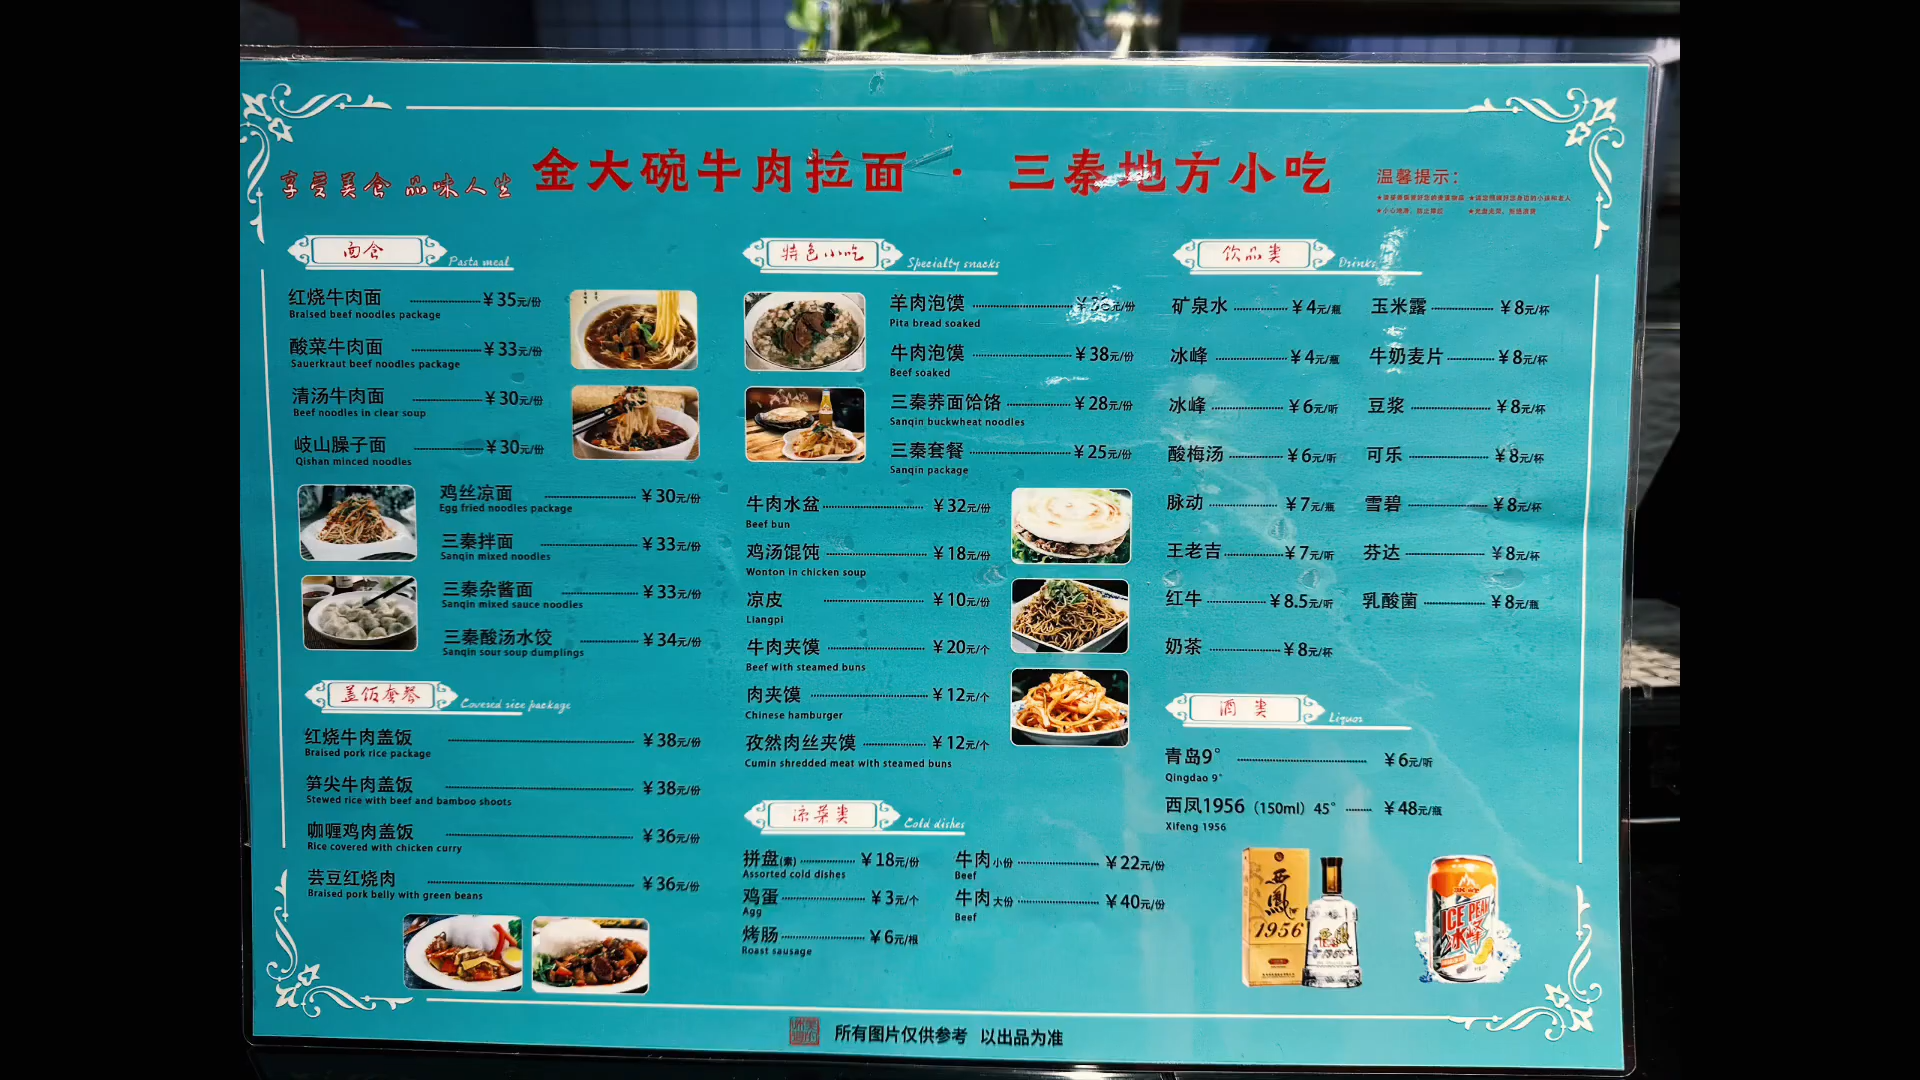 享受美食 品味人生
金大碗牛肉拉面 · 三秦地方小吃
温馨提示：
面食 Pasta meal
红烧牛肉面 ¥35元/份
Braised beef noodles package
酸菜牛肉面 ¥33元/份
Sauerkraut beef noodles package
清汤牛肉面 ¥30元/份
Beef noodles in clear soup
岐山臊子面 ¥30元/份
Qishan minced noodles
鸡丝凉面 ¥30元/份
Egg fried noodles package
三秦拌面 ¥33元/份
Sanqin mixed noodles
三秦杂酱面 ¥33元/份
Sanqin mixed sauce noodles
三秦酸汤水饺 ¥34元/份
Sanqin sour soup dumplings
盖饭套餐 Covered rice package
红烧牛肉盖饭 ¥38元/份
Braised pork rice package
笋尖牛肉盖饭 ¥38元/份
Stewed rice with beef and bamboo shoots
咖喱鸡肉盖饭 ¥36元/份
Rice covered with chicken curry
芸豆红烧肉 ¥36元/份
Braised pork belly with green beans
特色小吃 Specialty snacks
羊肉泡馍 元/份
Pita bread soaked
牛肉泡馍 ¥38元/份
Beef soaked
三秦荞面饸饹 ¥28元/份
Sanqin buckwheat noodles
三秦套餐 ¥25元/份
Sanqin package
牛肉水盆 ¥32元/份
Beef bun
鸡汤馄饨 ¥18元/份
Wonton in chicken soup
凉皮 ¥10元/份
Liangpi
牛肉夹馍 ¥20元/个
Beef with steamed buns
肉夹馍 ¥12元/个
Chinese hamburger
孜然肉丝夹馍 ¥12元/个
Cumin shredded meat with steamed buns
凉菜类 Cold dishes
拼盘(素) ¥18元/份
Assorted cold dishes
鸡蛋 ¥3元/个
Agg
烤肠 ¥6元/根
Roast sausage
牛肉小份 ¥22元/份
Beef
牛肉大份 ¥40元/份
Beef
饮品类 Drinks
矿泉水 ¥4元/瓶
冰峰 ¥4元/瓶
冰峰 ¥6元/听
酸梅汤 ¥6元/听
脉动 ¥7元/瓶
王老吉 ¥7元/听
红牛 ¥8.5元/听
奶茶 ¥8元/杯
玉米露 ¥8元/杯
牛奶麦片 ¥8元/杯
豆浆 ¥8元/杯
可乐 ¥8元/杯
雪碧 ¥8元/杯
芬达 ¥8元/杯
乳酸菌 ¥8元/瓶
酒类 Liquor
青岛9° ¥6元/听
Qingdao 9°
西凤1956（150ml）45° ¥48元/瓶
Xifeng 1956
西鳳
1956
ICE PEAK
冰峰
所有图片仅供参考 以出品为准